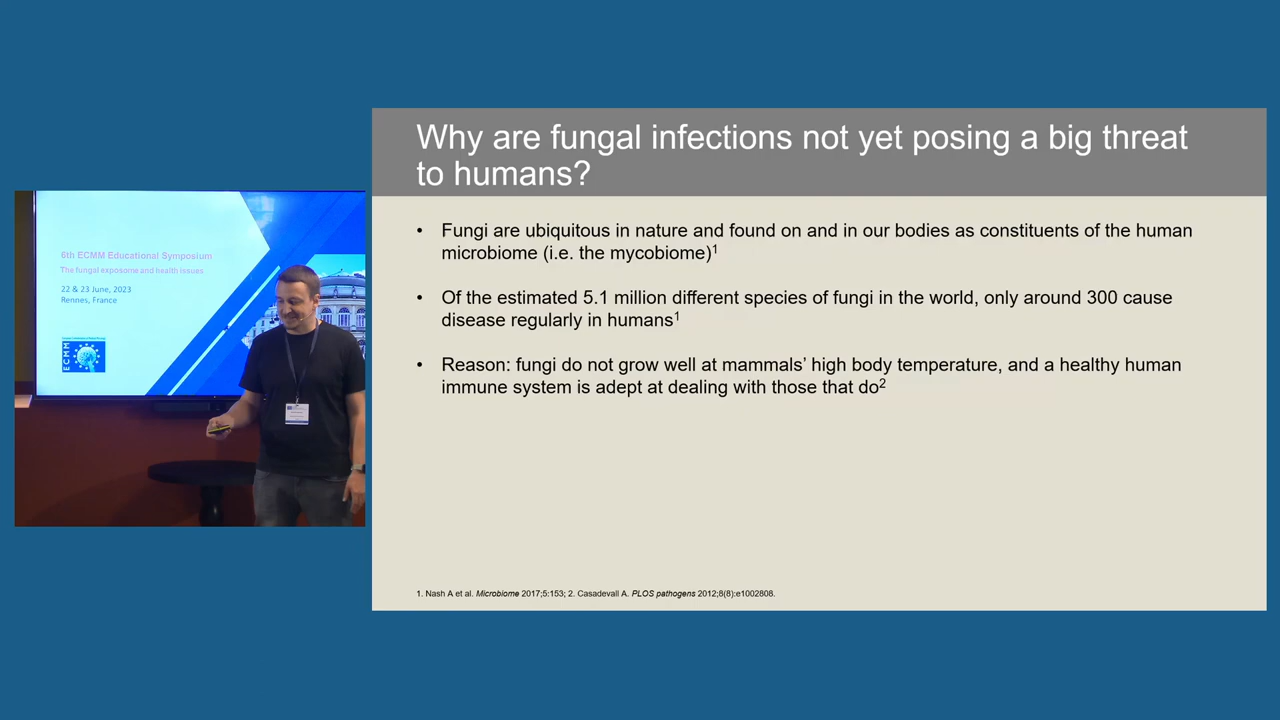 6th ECMM Educational Symposium
The fungal exposome and health issues
22 & 23 June, 2023
Rennes, France
ECMM
Why are fungal infections not yet posing a big threat
to humans?
• Fungi are ubiquitous in nature and found on and in our bodies as constituents of the human
microbiome (i.e. the mycobiome)1
• Of the estimated 5.1 million different species of fungi in the world, only around 300 cause
disease regularly in humans1
• Reason: fungi do not grow well at mammals’ high body temperature, and a healthy human
immune system is adept at dealing with those that do2
1. Nash A et al. Microbiome 2017;5:153; 2. Casadevall A. PLOS pathogens 2012;8(8):e1002808.